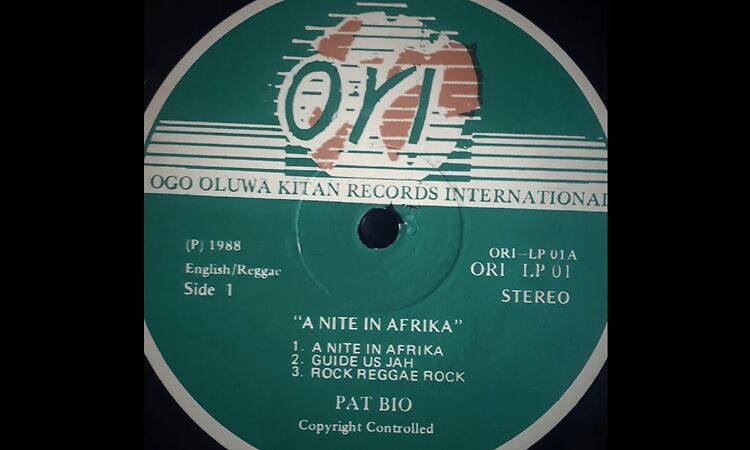 ORI
OGO OLUWA KITAN RECORDS INTERNATIONAL
(P) 1988
English/Reggae
Side 1
ORI-LP 01A
ORI-LP 01
STEREO
"A NITE IN AFRIKA"
1. A NITE IN AFRIKA
2. GUIDE US JAH
3. ROCK REGGAE ROCK
PAT BIO
Copyright Controlled